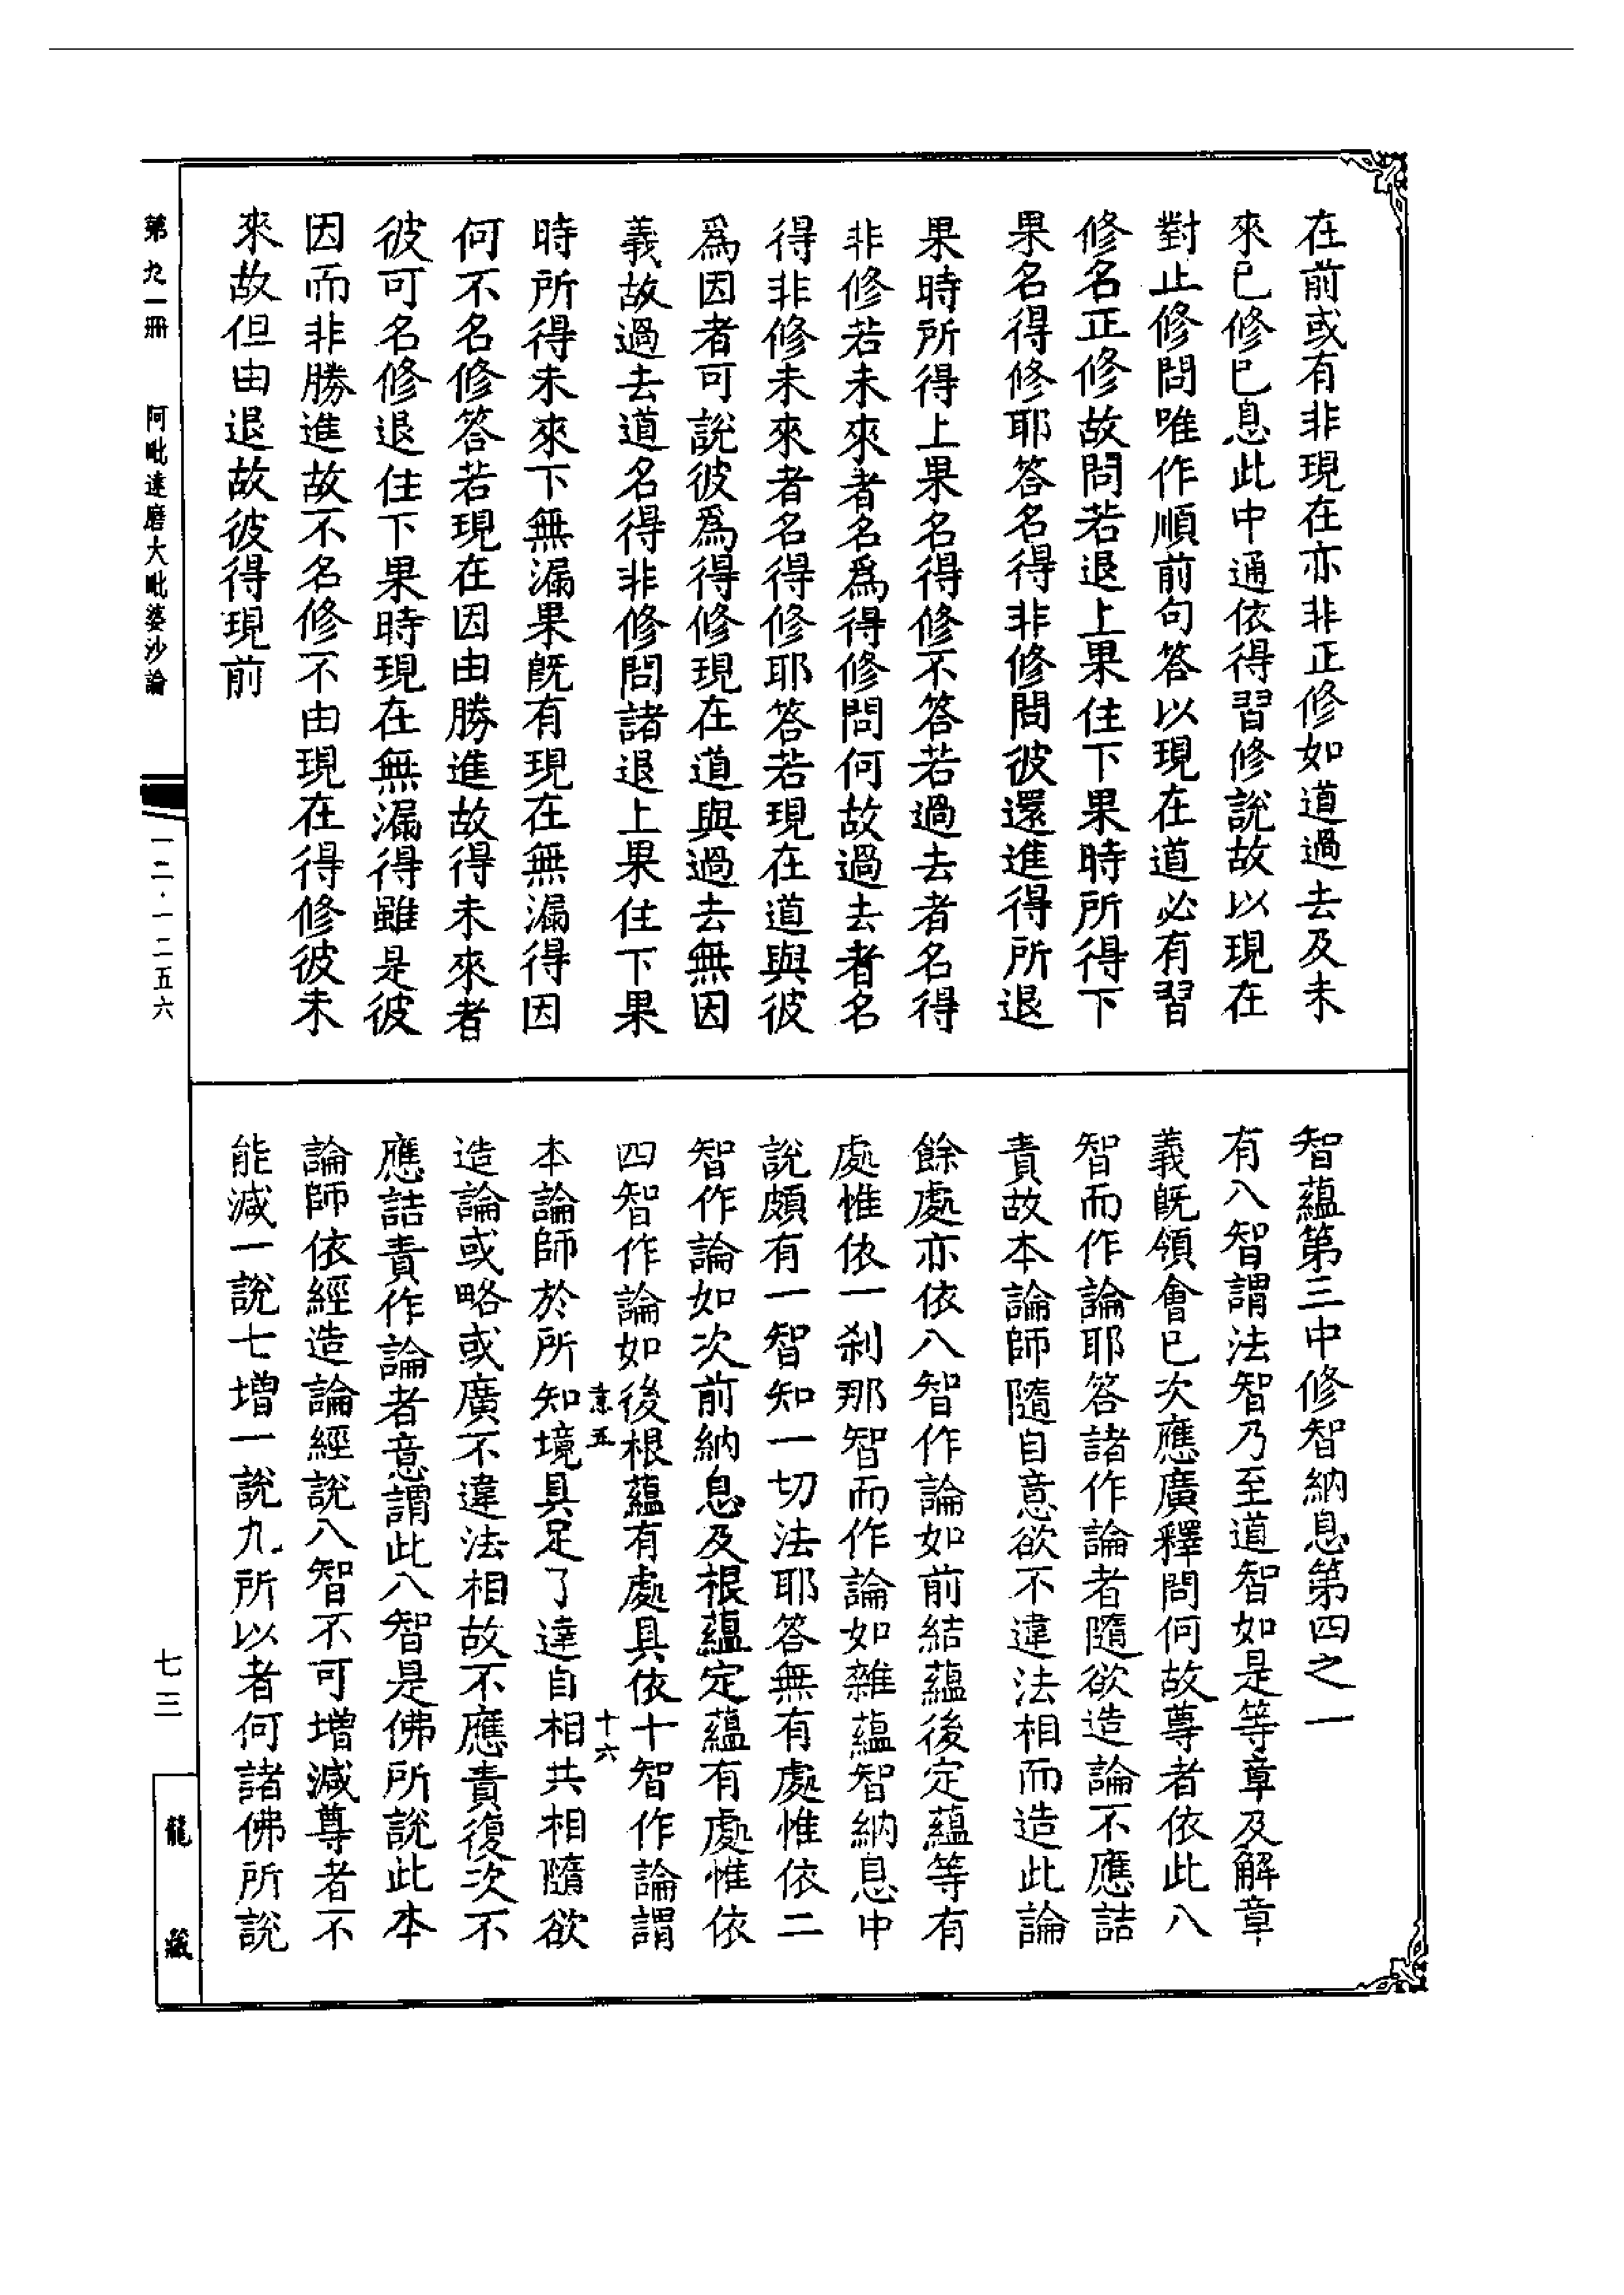 在前或有非現在亦非正修如道過去及未
來已修已息此中通依得習修說故以現在
對止修問唯作順前句答以現在道必有習
修名正修故問若退上果住下果時所得下
果名得修耶答名得非修問彼還進得所退
果時所得上果名得修不答若過去者名得
非修若未來者名爲得修問何故過去者名
得非修未來者名得修耶答若現在道與彼
爲因者可說彼爲得修現在道與過去無因
義故過去道名得非修問諸退上果住下果
時所得未來下無漏果旣有現在無漏得因
何不名修答若現在因由勝進故得未來者
彼可名修退住下果時現在無漏得雖是彼
因而非勝進故不名修不由現在得修彼未
來故但由退故彼得現前
智蘊第三中修智納息第四之一
有八智謂法智乃至道智如是等章及解章
義旣領會已次應廣釋問何故尊者依此八
智而作論耶答諸作論者隨欲造論不應詰
責故本論師隨自意欲不違法相而造此論
餘處亦依八智作論如前結蘊後定蘊等有
處惟依一剎那智而作論如雜蘊智納息中
說頗有一智知一切法耶答無有處惟依二
智作論如次前納息及根蘊定蘊有處惟依
四智作論如後根蘊有處具依十智作論謂
十六
本論師於所知境具足了達自相共相隨欲
造論或略或廣不違法相故不應責復次不
應詰責作論者意謂此八智是佛所說此本
論師依經造論經說八智不可增減尊者不
能減一說七增一說九所以者何諸佛所說
第九一冊 阿毗達磨大毗婆沙論
一二·一二五六
七三
龍藏